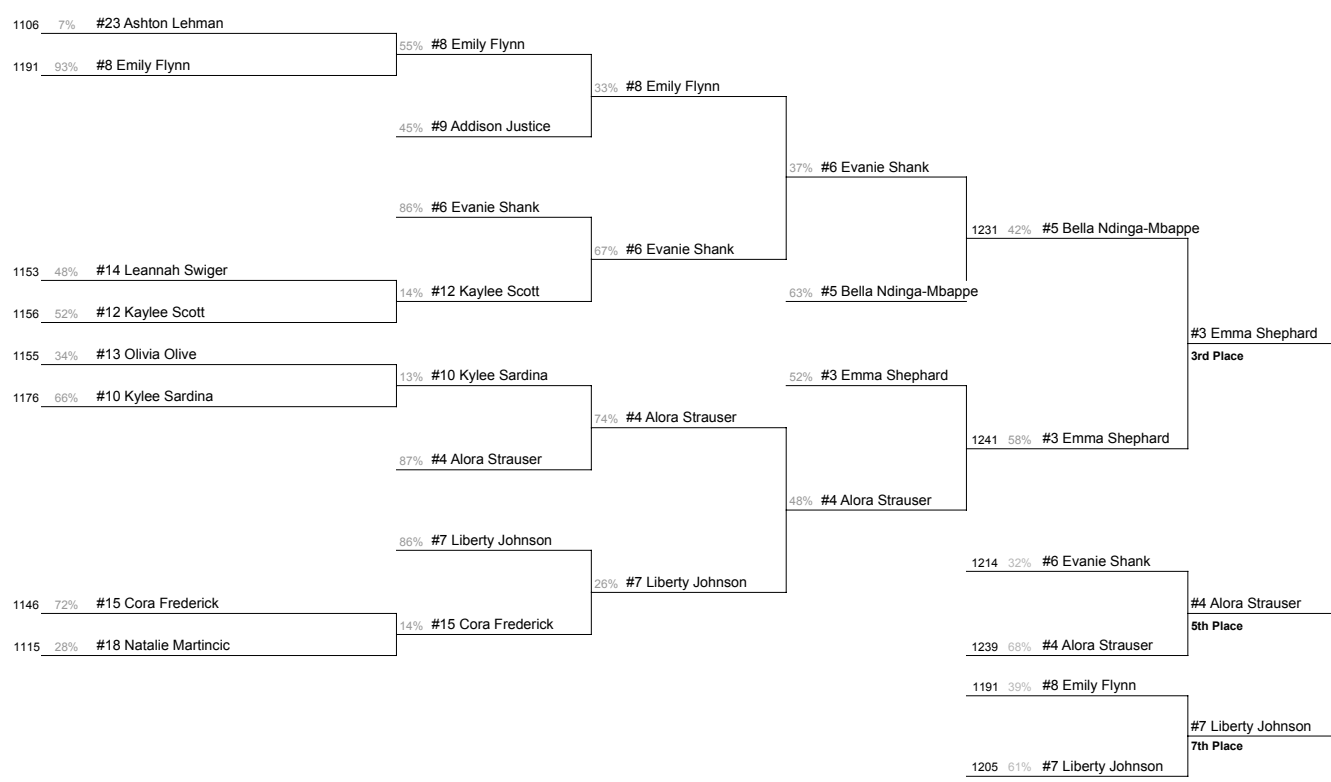 1106 7% #23 Ashton Lehman
55% #8 Emily Flynn
1191 93% #8 Emily Flynn
33% #8 Emily Flynn
45% #9 Addison Justice
37% #6 Evanie Shank
86% #6 Evanie Shank
1231 42% #5 Bella Ndinga-Mbappe
67% #6 Evanie Shank
1153 48% #14 Leannah Swiger
14% #12 Kaylee Scott
63% #5 Bella Ndinga-Mbappe
1156 52% #12 Kaylee Scott
#3 Emma Shephard
3rd Place
1155 34% #13 Olivia Olive
13% #10 Kylee Sardina
52% #3 Emma Shephard
1176 66% #10 Kylee Sardina
74% #4 Alora Strauser
1241 58% #3 Emma Shephard
87% #4 Alora Strauser
48% #4 Alora Strauser
86% #7 Liberty Johnson
1214 32% #6 Evanie Shank
26% #7 Liberty Johnson
1146 72% #15 Cora Frederick
#4 Alora Strauser
14% #15 Cora Frederick
5th Place
1115 28% #18 Natalie Martincic
1239 68% #4 Alora Strauser
1191 39% #8 Emily Flynn
#7 Liberty Johnson
7th Place
1205 61% #7 Liberty Johnson